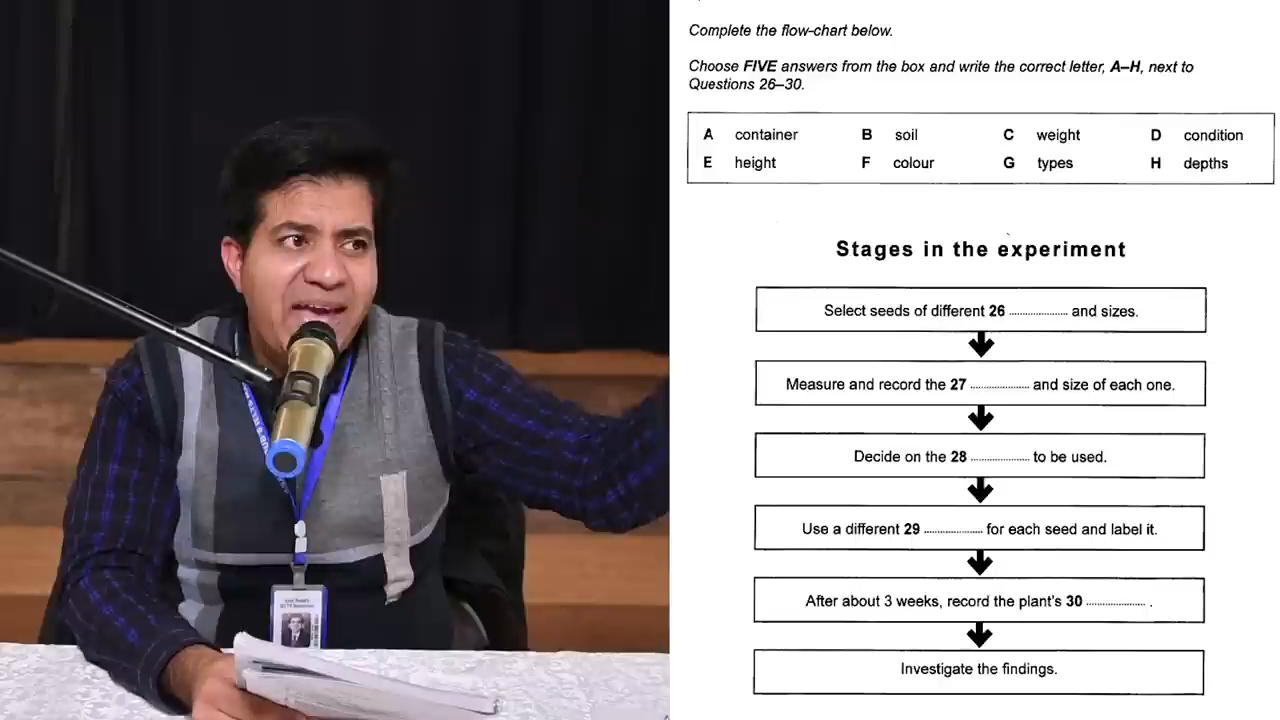 Complete the flow-chart below.
Choose FIVE answers from the box and write the correct letter, A–H, next to
Questions 26–30.
A container B soil C weight D condition
E height F colour G types H depths
Stages in the experiment
Select seeds of different 26 .................... and sizes.
Measure and record the 27 .................... and size of each one.
Decide on the 28 .................... to be used.
Use a different 29 .................... for each seed and label it.
After about 3 weeks, record the plant's 30 .................... .
Investigate the findings.